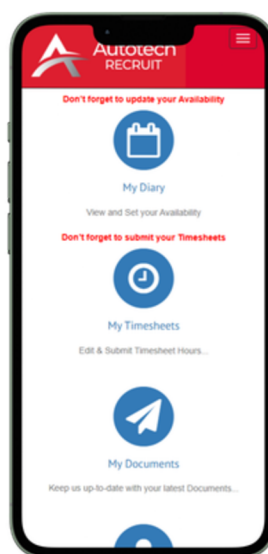 Autotech
RECRUIT
Don't forget to update your Availability
My Diary
View and Set your Availability
Don't forget to submit your Timesheets
My Timesheets
Edit & Submit Timesheet Hours...
My Documents
Keep us up-to-date with your latest Documents...